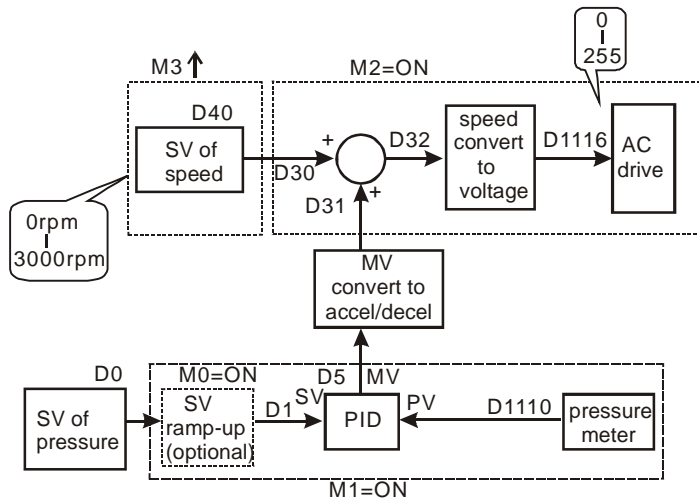 0
255
M3
M2=ON
D40
SV of
speed
D30
+
+
D31
D32
speed
convert
to
voltage
D1116
AC
drive
0rpm
3000rpm
MV
convert to
accel/decel
D0
SV of
pressure
M0=ON
SV
ramp-up
(optional)
D1
SV
D5
MV
PID
PV
D1110
pressure
meter
M1=ON